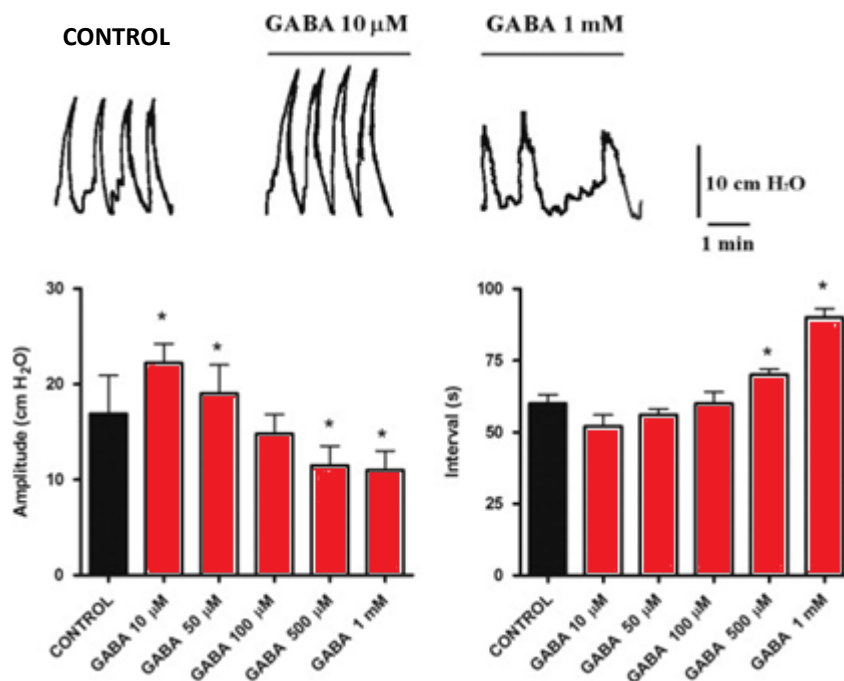 CONTROL
GABA 10 μM
GABA 1 mM
10 cm H₂O
1 min
Amplitude (cm H₂O)
30
20
10
0
CONTROL
GABA 10 μM
GABA 50 μM
GABA 100 μM
GABA 500 μM
GABA 1 mM
*
*
*
*
Interval (s)
100
75
50
25
0
CONTROL
GABA 10 μM
GABA 50 μM
GABA 100 μM
GABA 500 μM
GABA 1 mM
*
*